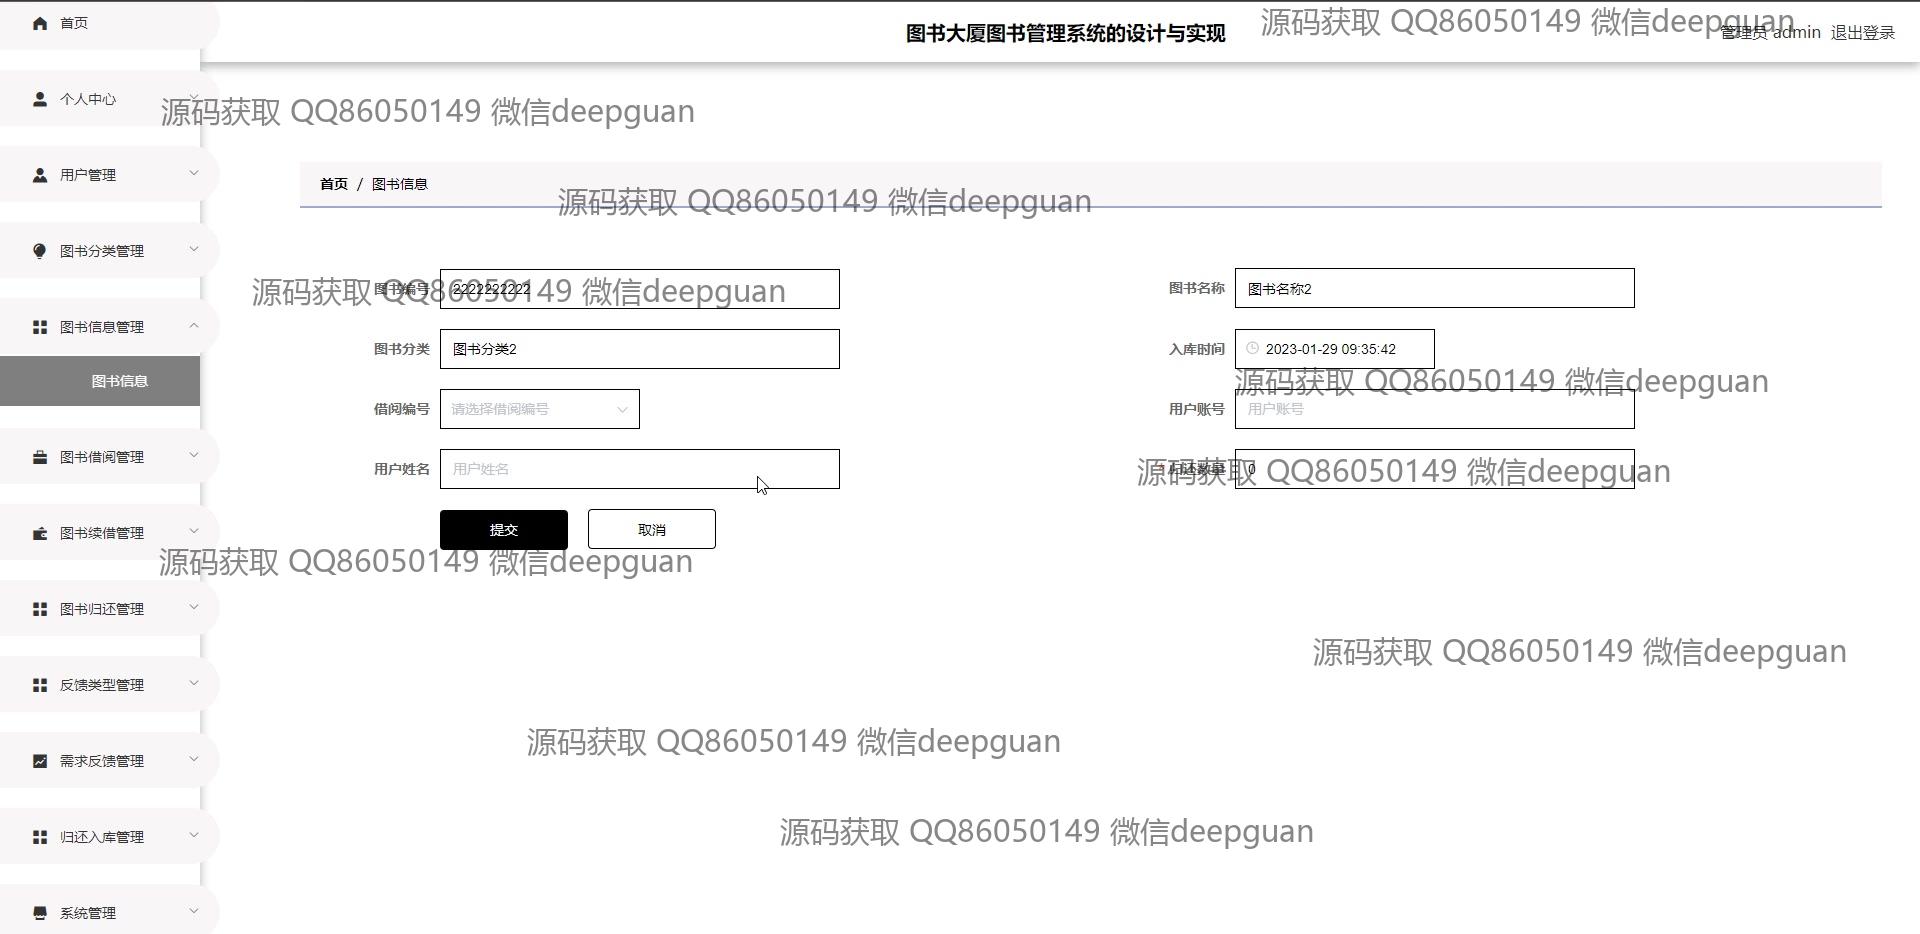 首页
图书大厦图书管理系统的设计与实现
源码获取 QQ86050149 微信deepguan
管理员 admin 退出登录
个人中心
源码获取 QQ86050149 微信deepguan
用户管理
首页 / 图书信息
源码获取 QQ86050149 微信deepguan
图书分类管理
源码获取 QQ86050149 微信deepguan
图书编号 2222222222
图书名称 图书名称2
图书信息管理
图书分类 图书分类2
入库时间 2023-01-29 09:35:42
图书信息
源码获取 QQ86050149 微信deepguan
借阅编号 请选择借阅编号
用户账号 用户账号
图书借阅管理
用户姓名 用户姓名
* 归还数量 0
源码获取 QQ86050149 微信deepguan
图书续借管理
提交 取消
源码获取 QQ86050149 微信deepguan
图书归还管理
源码获取 QQ86050149 微信deepguan
反馈类型管理
源码获取 QQ86050149 微信deepguan
需求反馈管理
归还入库管理
源码获取 QQ86050149 微信deepguan
系统管理